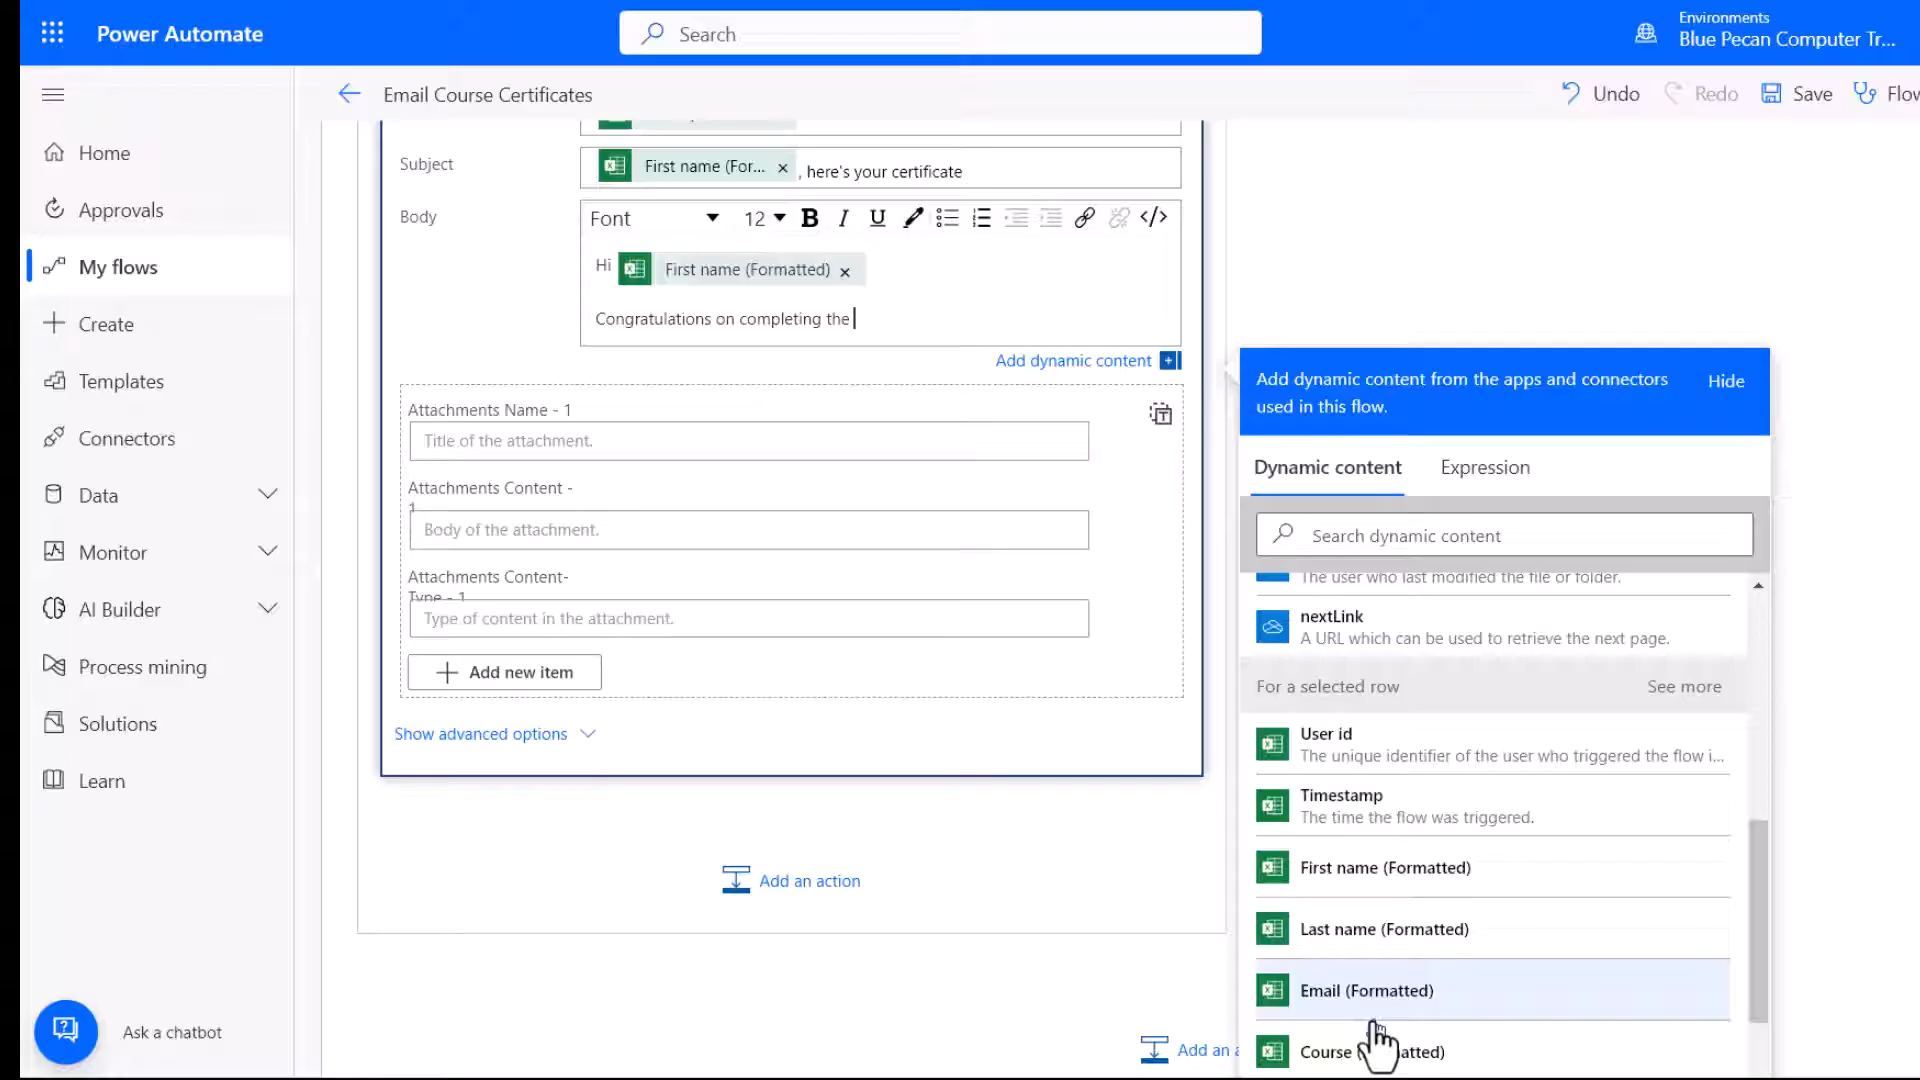 Power Automate
Search
Environments
Blue Pecan Computer Tr...
Email Course Certificates
Undo
Redo
Save
Flow
Home
Approvals
My flows
Create
Templates
Connectors
Data
Monitor
AI Builder
Process mining
Solutions
Learn
Ask a chatbot
Subject
First name (For... × , here's your certificate
Body
Font 12 B I U </>
Hi First name (Formatted) ×
Congratulations on completing the
Add dynamic content +
Attachments Name - 1
Title of the attachment.
Attachments Content -
1
Body of the attachment.
Attachments Content-
Type - 1
Type of content in the attachment.
Add new item
Show advanced options
Add an action
Add an a
Add dynamic content from the apps and connectors
used in this flow.
Hide
Dynamic content
Expression
Search dynamic content
The user who last modified the file or folder.
nextLink
A URL which can be used to retrieve the next page.
For a selected row
See more
User id
The unique identifier of the user who triggered the flow i...
Timestamp
The time the flow was triggered.
First name (Formatted)
Last name (Formatted)
Email (Formatted)
Course atted)